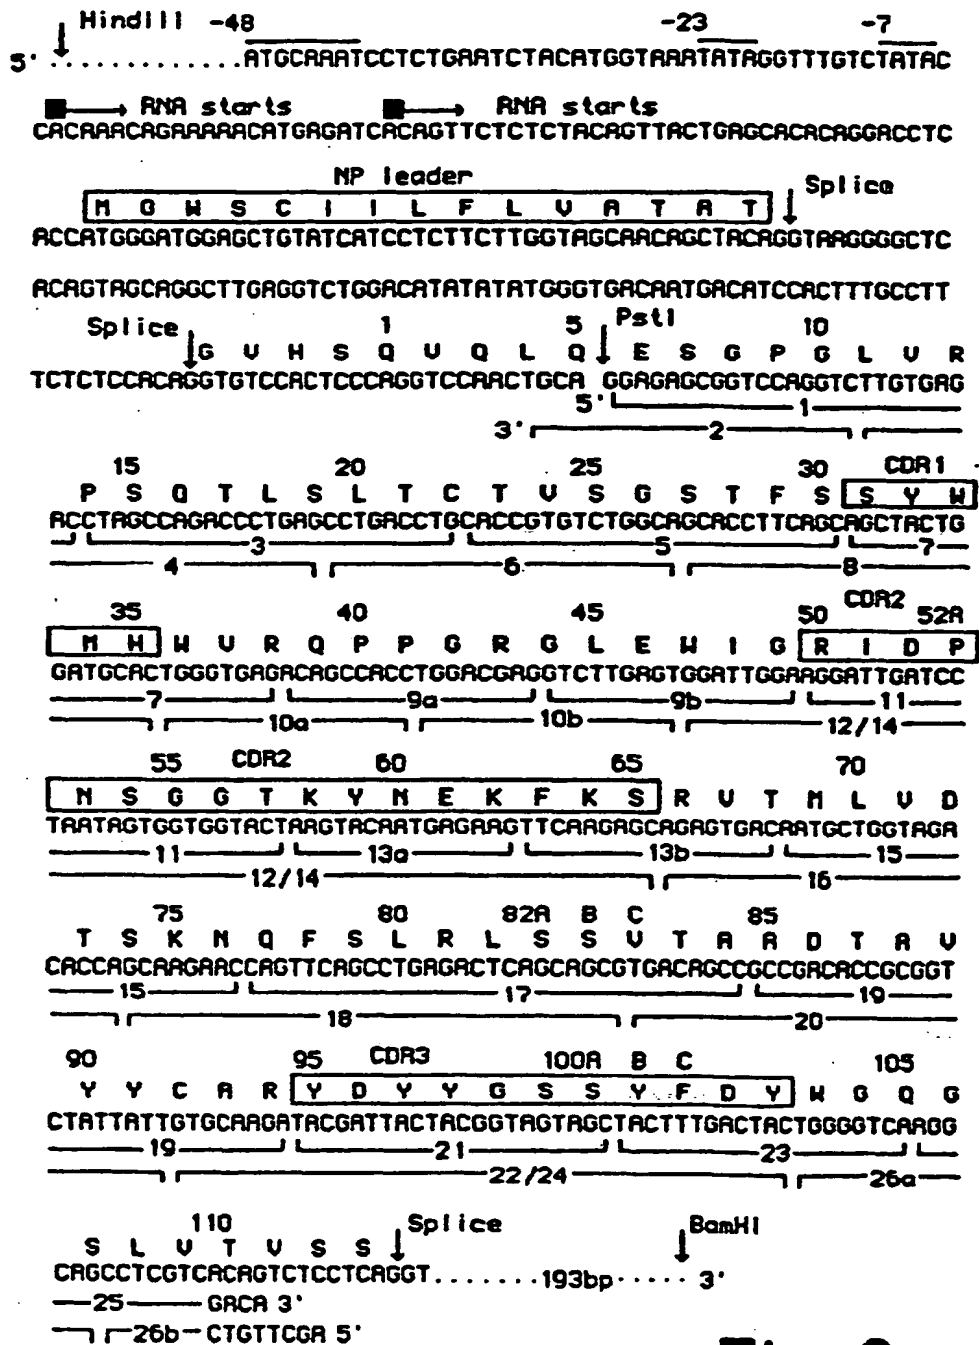 HindIII -48 -23 -7
5' ..............ATGCAAATCCTCTGAATCTACATGGTAAATATAGGTTTGTCTATAC
RNA starts RNA starts
CACAAACAGAAAAACATGAGATCACAGTTCTCTCTACAGTTACTGAGCACACAGGACCTC
NP leader Splice
M G W S C I I L F L V A T A T
ACCATGGGATGGAGCTGTATCATCCTCTTCTTGGTAGCAACAGCTACAGGTAAGGGGCTC
ACAGTAGCAGGCTTGAGGTCTGGACATATATATGGGTGACAATGACATCCACTTTGCCTT
Splice 1 5 PstI 10
G V H S Q V Q L Q E S G P G L V R
TCTCTCCACAGGTGTCCACTCCCAGGTCCAACTGCA GGAGAGCGGTCCAGGTCTTGTGAG
5' 1
3' 2
15 20 25 30 CDR1
P S Q T L S L T C T V S G S T F S S Y W
ACCTAGCCAGACCCTGAGCCTGACCTGCACCGTGTCTGGCAGCACCTTCAGCAGCTACTG
3 5 7
4 6 8
35 40 45 50 CDR2 52A
M H W V R Q P P G R G L E W I G R I D P
GATGCACTGGGTGAGACAGCCACCTGGACGAGGTCTTGAGTGGATTGGAAGGATTGATCC
7 9a 9b 11
10a 10b 12/14
55 CDR2 60 65 70
N S G G T K Y N E K F K S R V T M L V D
TAATAGTGGTGGTACTAAGTACAATGAGAAGTTCAAGAGCAGAGTGACAATGCTGGTAGA
11 13a 13b 15
12/14 16
75 80 82A B C 85
T S K N Q F S L R L S S V T A A D T A V
CACCAGCAAGAACCAGTTCAGCCTGAGACTCAGCAGCGTGACAGCCGCCGACACCGCGGT
15 17 19
18 20
90 95 CDR3 100A B C 105
Y Y C A R Y D Y Y G S S Y F D Y W G Q G
CTATTATTGTGCAAGATACGATTACTACGGTAGTAGCTACTTTGACTACTGGGGTCAAGG
19 21 23
22/24 26a
110 Splice BamHI
S L V T V S S
CAGCCTCGTCACAGTCTCCTCAGGT.......193bp..... 3'
25 GACA 3'
26b CTGTTCGA 5'